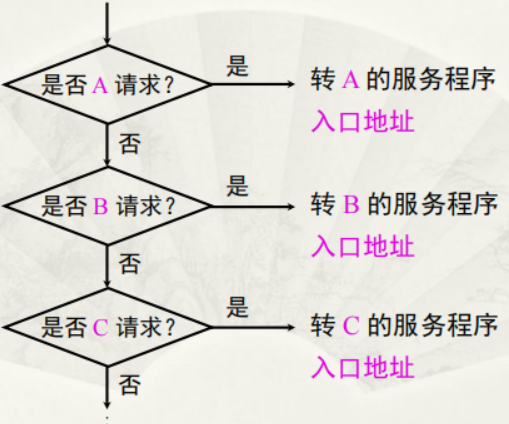 是
是否 A 请求？
转 A 的服务程序
入口地址
否
是
是否 B 请求？
转 B 的服务程序
入口地址
否
是
是否 C 请求？
转 C 的服务程序
入口地址
否